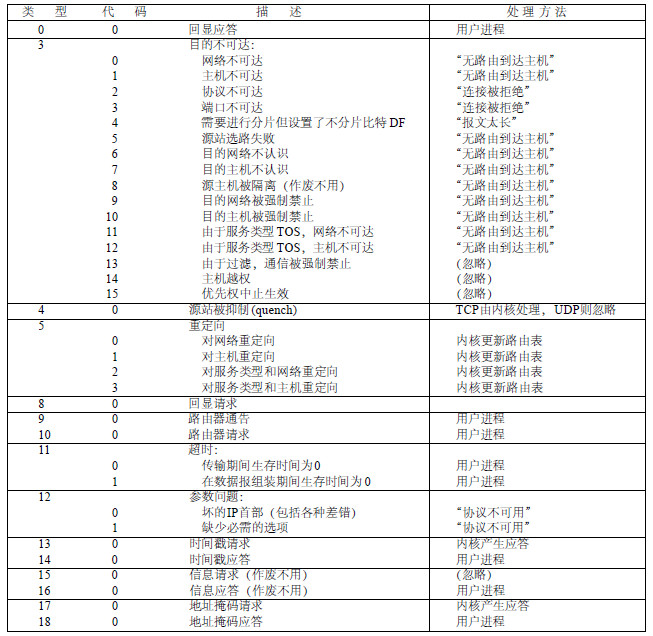 类 型 代 码 描 述 处 理 方 法
0 0 回显应答 用户进程
3 目的不可达:
0 网络不可达 “无路由到达主机”
1 主机不可达 “无路由到达主机”
2 协议不可达 “连接被拒绝”
3 端口不可达 “连接被拒绝”
4 需要进行分片但设置了不分片比特 DF “报文太长”
5 源站选路失败 “无路由到达主机”
6 目的网络不认识 “无路由到达主机”
7 目的主机不认识 “无路由到达主机”
8 源主机被隔离（作废不用） “无路由到达主机”
9 目的网络被强制禁止 “无路由到达主机”
10 目的主机被强制禁止 “无路由到达主机”
11 由于服务类型 TOS，网络不可达 “无路由到达主机”
12 由于服务类型 TOS，主机不可达 “无路由到达主机”
13 由于过滤，通信被强制禁止 (忽略)
14 主机越权 (忽略)
15 优先权中止生效 (忽略)
4 0 源站被抑制 (quench) TCP由内核处理，UDP则忽略
5 重定向
0 对网络重定向 内核更新路由表
1 对主机重定向 内核更新路由表
2 对服务类型和网络重定向 内核更新路由表
3 对服务类型和主机重定向 内核更新路由表
8 0 回显请求
9 0 路由器通告 用户进程
10 0 路由器请求 用户进程
11 超时:
0 传输期间生存时间为0 用户进程
1 在数据报组装期间生存时间为 0 用户进程
12 参数问题:
0 坏的IP首部（包括各种差错） “协议不可用”
1 缺少必需的选项 “协议不可用”
13 0 时间戳请求 内核产生应答
14 0 时间戳应答 用户进程
15 0 信息请求（作废不用） (忽略)
16 0 信息应答（作废不用） 用户进程
17 0 地址掩码请求 内核产生应答
18 0 地址掩码应答 用户进程